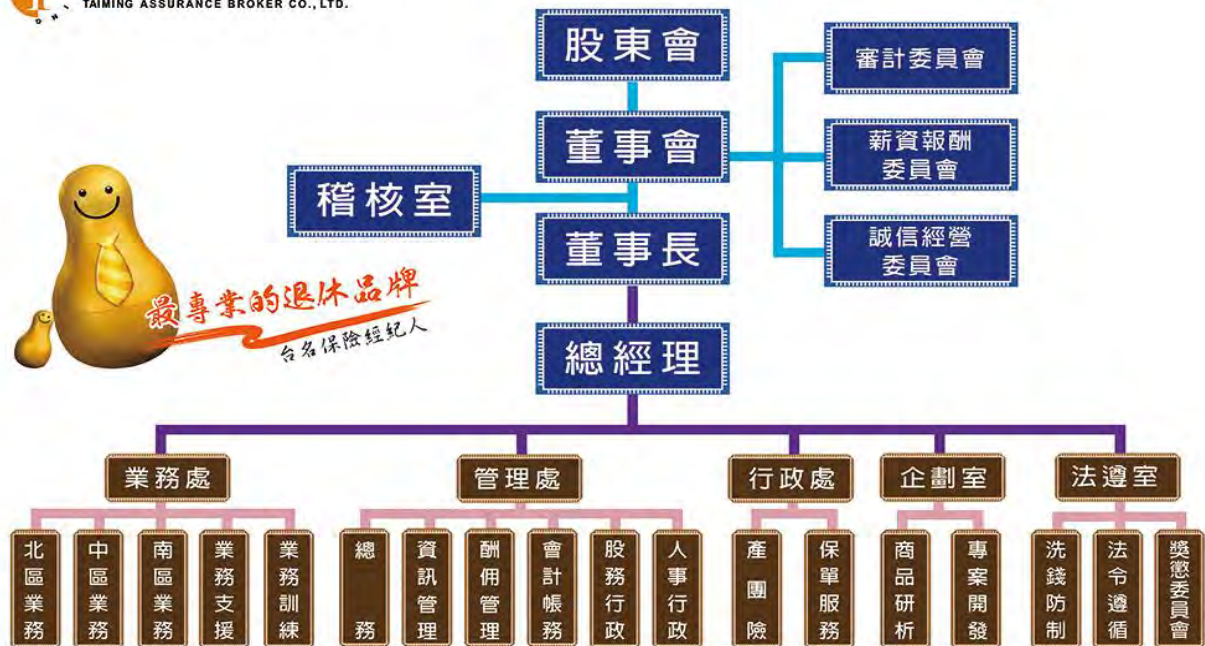 TAIMING ASSURANCE BROKER CO., LTD.
股東會
審計委員會
董事會
薪資報酬
委員會
稽核室
董事長
誠信經營
委員會
最專業的退休品牌
台名保險經紀人
總經理
業務處
管理處
行政處
企劃室
法遵室
北區業務
中區業務
南區業務
業務支援
業務訓練
總務
資訊管理
酬佣管理
會計帳務
股務行政
人事行政
產團險
保單服務
商品研析
專案開發
洗錢防制
法令遵循
獎懲委員會